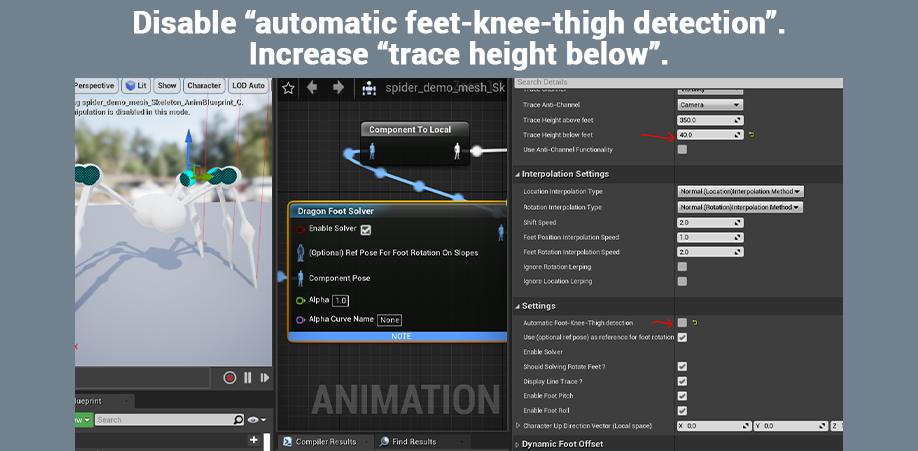 Disable “automatic feet-knee-thigh detection”.
Increase “trace height below”.
Perspective
Lit
Show
Character
LOD Auto
spider_demo_mesh_Skeleton_AnimBlueprint_C.
is disabled in this mode.
spider_demo_mesh_Sk
Component To Local
Dragon Foot Solver
Enable Solver
(Optional) Ref Pose For Foot Rotation On Slopes
Component Pose
Alpha 1.0
Alpha Curve Name None
NOTE
ANIMATION
Search
Compiler Results
Find Results
Search Details
Trace Anti-Channel Camera
Trace Height above feet 350.0
Trace Height below feet 40.0
Use Anti-Channel Functionality
Interpolation Settings
Location Interpolation Type Normal (Location)Interpolation Method
Rotation Interpolation Type Normal (Rotation)Interpolation Method
Shift Speed 2.0
Feet Position Interpolation Speed 1.0
Feet Rotation Interpolation Speed 2.0
Ignore Rotation Lerping
Ignore Location Lerping
Settings
Automatic Foot-Knee-Thigh detection
Use (optional ref pose) as reference for foot rotation
Enable Solver
Should Solving Rotate Feet ?
Display Line Trace ?
Enable Foot Pitch
Enable Foot Roll
Character Up Direction Vector (Local space) X 0.0 Y 0.0 Z
Dynamic Foot Offset